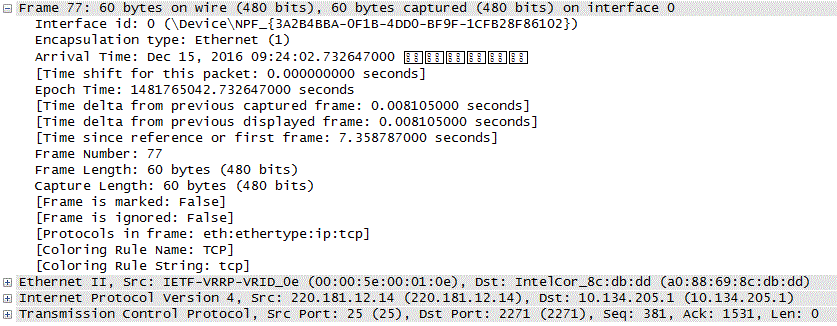 Frame 77: 60 bytes on wire (480 bits), 60 bytes captured (480 bits) on interface 0
Interface id: 0 (\Device\NPF_{3A2B4BBA-0F1B-4DD0-BF9F-1CFB28F86102})
Encapsulation type: Ethernet (1)
Arrival Time: Dec 15, 2016 09:24:02.732647000
[Time shift for this packet: 0.000000000 seconds]
Epoch Time: 1481765042.732647000 seconds
[Time delta from previous captured frame: 0.008105000 seconds]
[Time delta from previous displayed frame: 0.008105000 seconds]
[Time since reference or first frame: 7.358787000 seconds]
Frame Number: 77
Frame Length: 60 bytes (480 bits)
Capture Length: 60 bytes (480 bits)
[Frame is marked: False]
[Frame is ignored: False]
[Protocols in frame: eth:ethertype:ip:tcp]
[Coloring Rule Name: TCP]
[Coloring Rule String: tcp]
Ethernet II, Src: IETF-VRRP-VRID_0e (00:00:5e:00:01:0e), Dst: IntelCor_8c:db:dd (a0:88:69:8c:db:dd)
Internet Protocol Version 4, Src: 220.181.12.14 (220.181.12.14), Dst: 10.134.205.1 (10.134.205.1)
Transmission Control Protocol, Src Port: 25 (25), Dst Port: 2271 (2271), Seq: 381, Ack: 1531, Len: 0